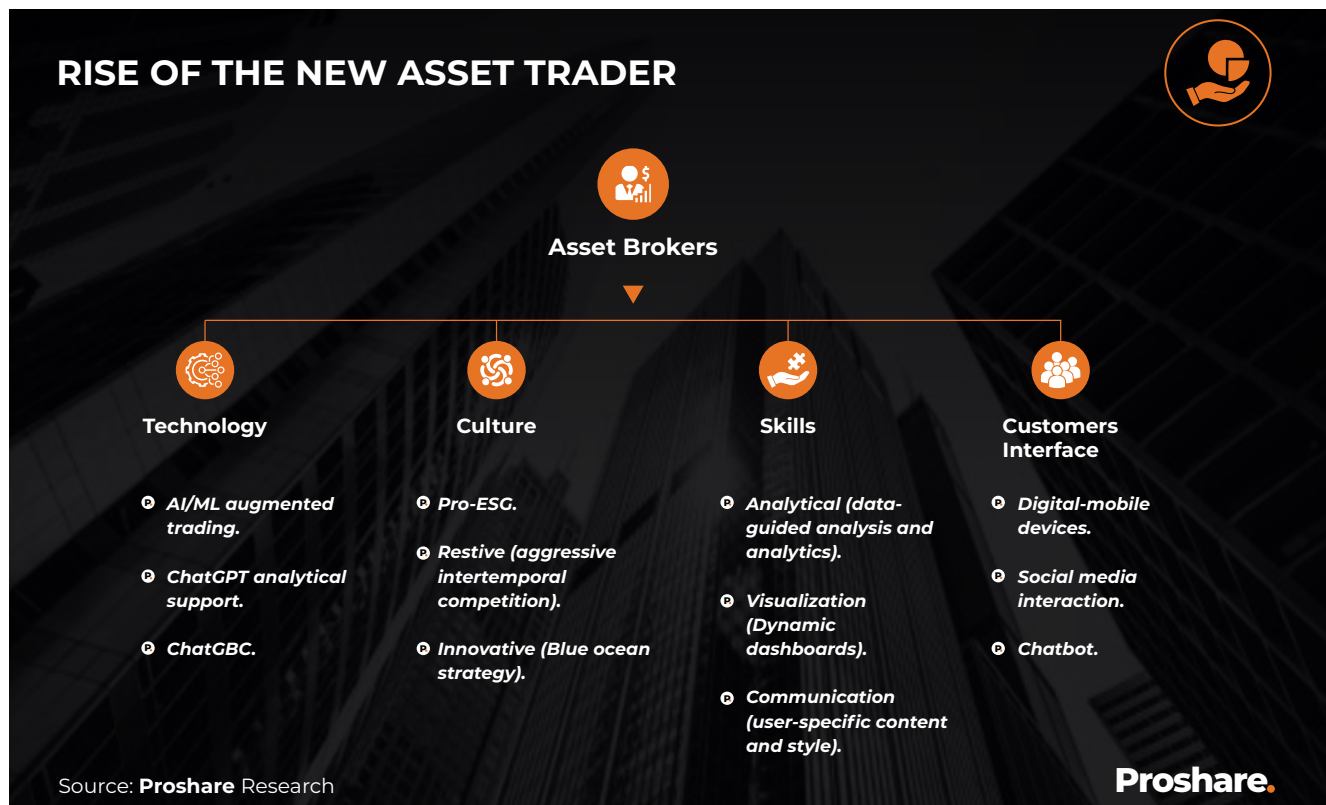 RISE OF THE NEW ASSET TRADER
Asset Brokers
Technology
AI/ML augmented
trading.
ChatGPT analytical
support.
ChatGBC.
Culture
Pro-ESG.
Restive (aggressive
intertemporal
competition).
Innovative (Blue ocean
strategy).
Skills
Analytical (data-
guided analysis and
analytics).
Visualization
(Dynamic
dashboards).
Communication
(user-specific content
and style).
Customers
Interface
Digital-mobile
devices.
Social media
interaction.
Chatbot.
Source: Proshare Research
Proshare.